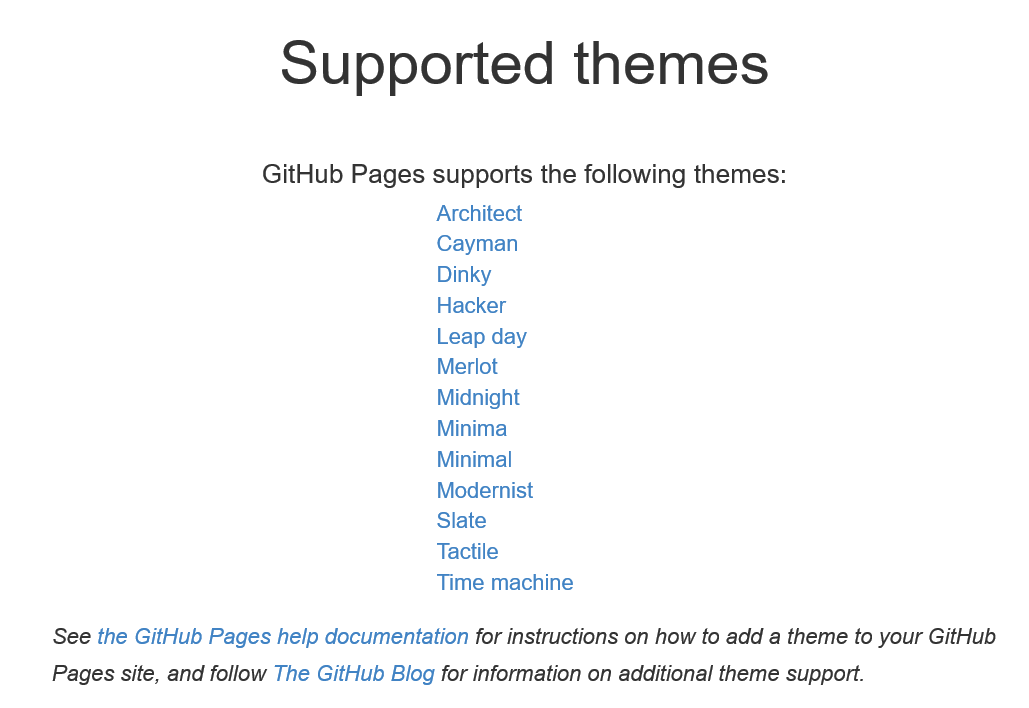 Supported themes
GitHub Pages supports the following themes:
Architect
Cayman
Dinky
Hacker
Leap day
Merlot
Midnight
Minima
Minimal
Modernist
Slate
Tactile
Time machine
See the GitHub Pages help documentation for instructions on how to add a theme to your GitHub
Pages site, and follow The GitHub Blog for information on additional theme support.